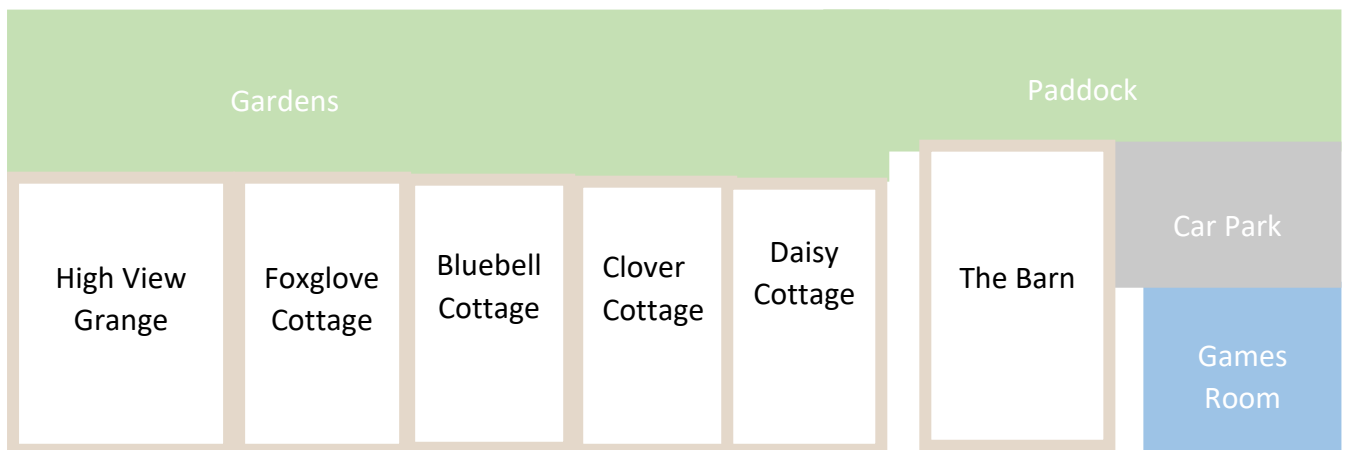 Gardens
Paddock
High View
Grange
Foxglove
Cottage
Bluebell
Cottage
Clover
Cottage
Daisy
Cottage
The Barn
Car Park
Games
Room